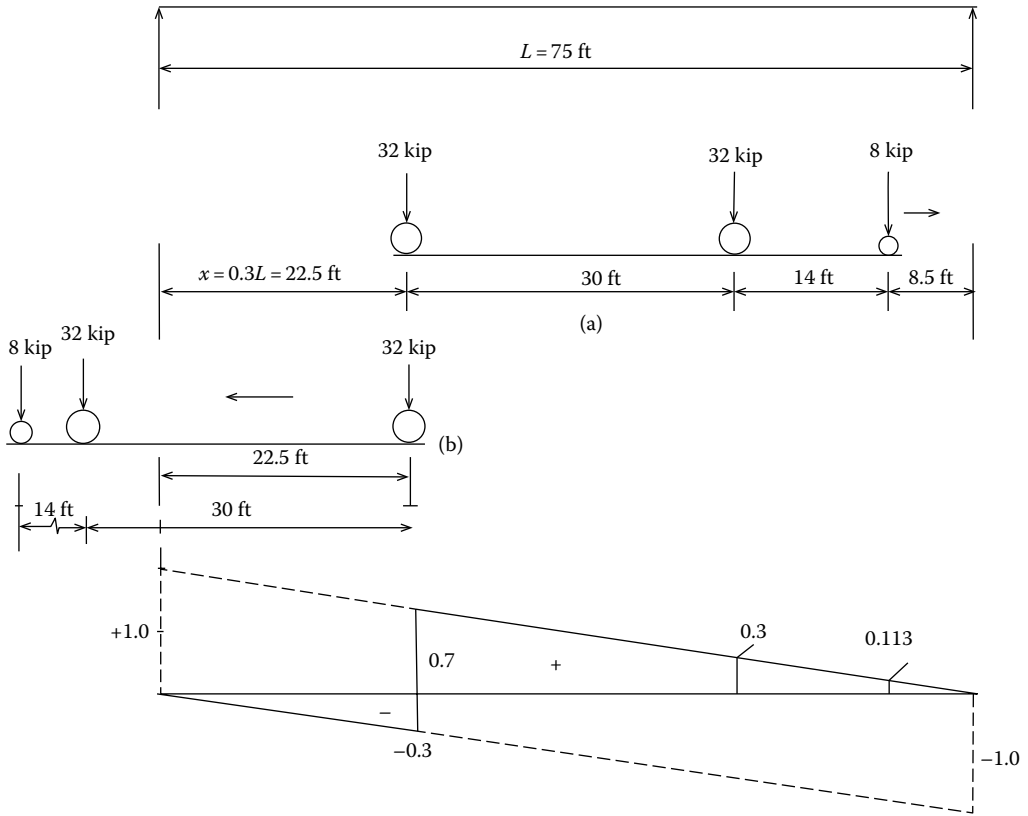 L = 75 ft
32 kip
32 kip
8 kip
x = 0.3L = 22.5 ft
30 ft
14 ft
8.5 ft
(a)
8 kip
32 kip
32 kip
(b)
22.5 ft
14 ft
30 ft
+1.0
0.7
+
0.3
0.113
−
−0.3
−1.0